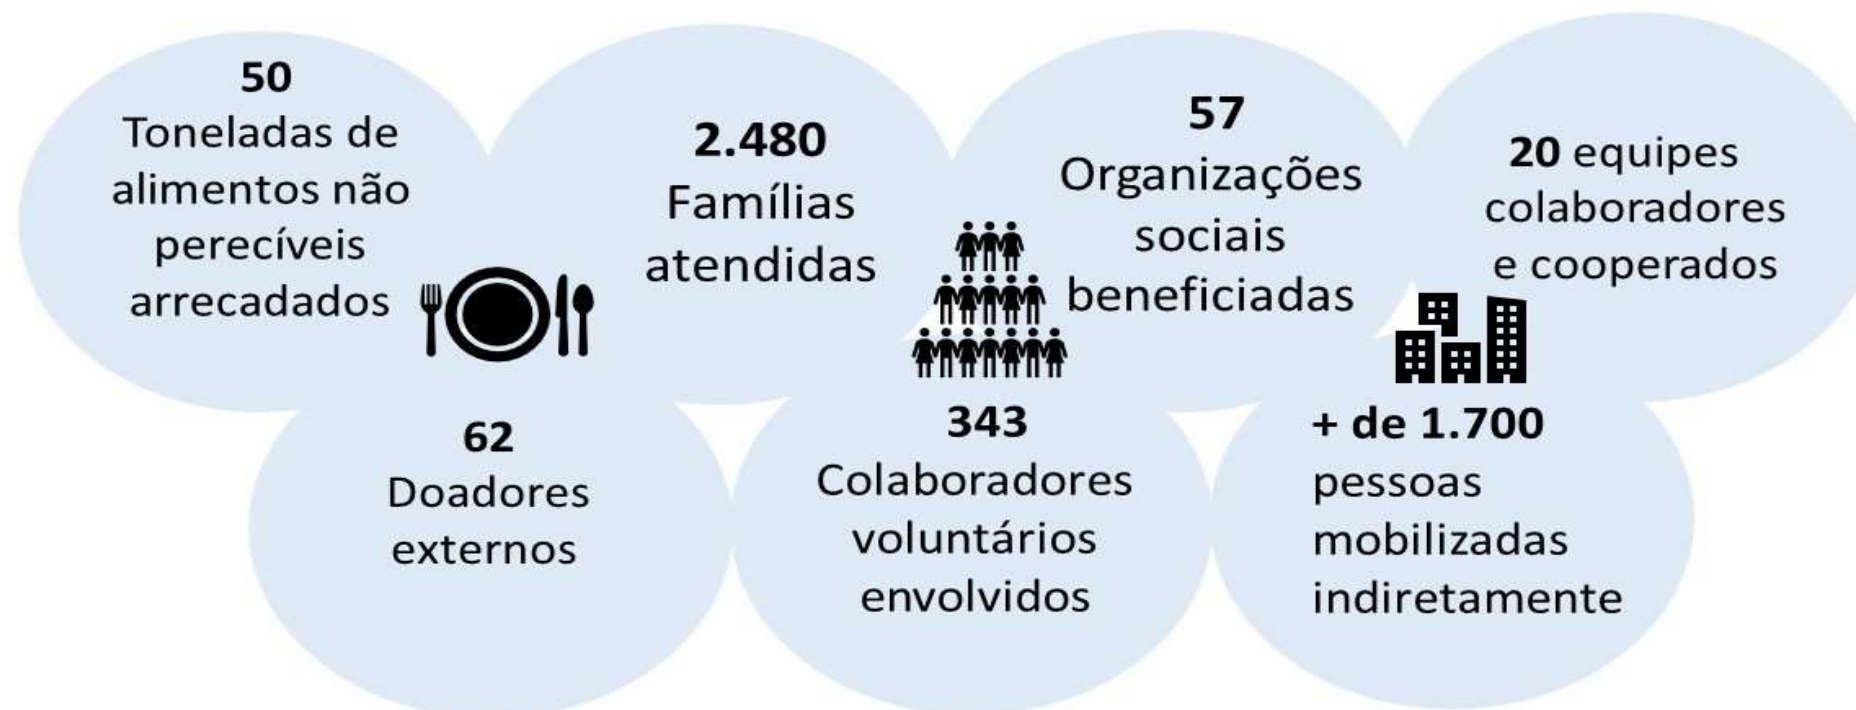 50
Toneladas de
alimentos não
perecíveis
arrecadados
2.480
Famílias
atendidas
57
Organizações
sociais
beneficiadas
20 equipes
colaboradores
e cooperados
62
Doadores
externos
343
Colaboradores
voluntários
envolvidos
+ de 1.700
pessoas
mobilizadas
indiretamente